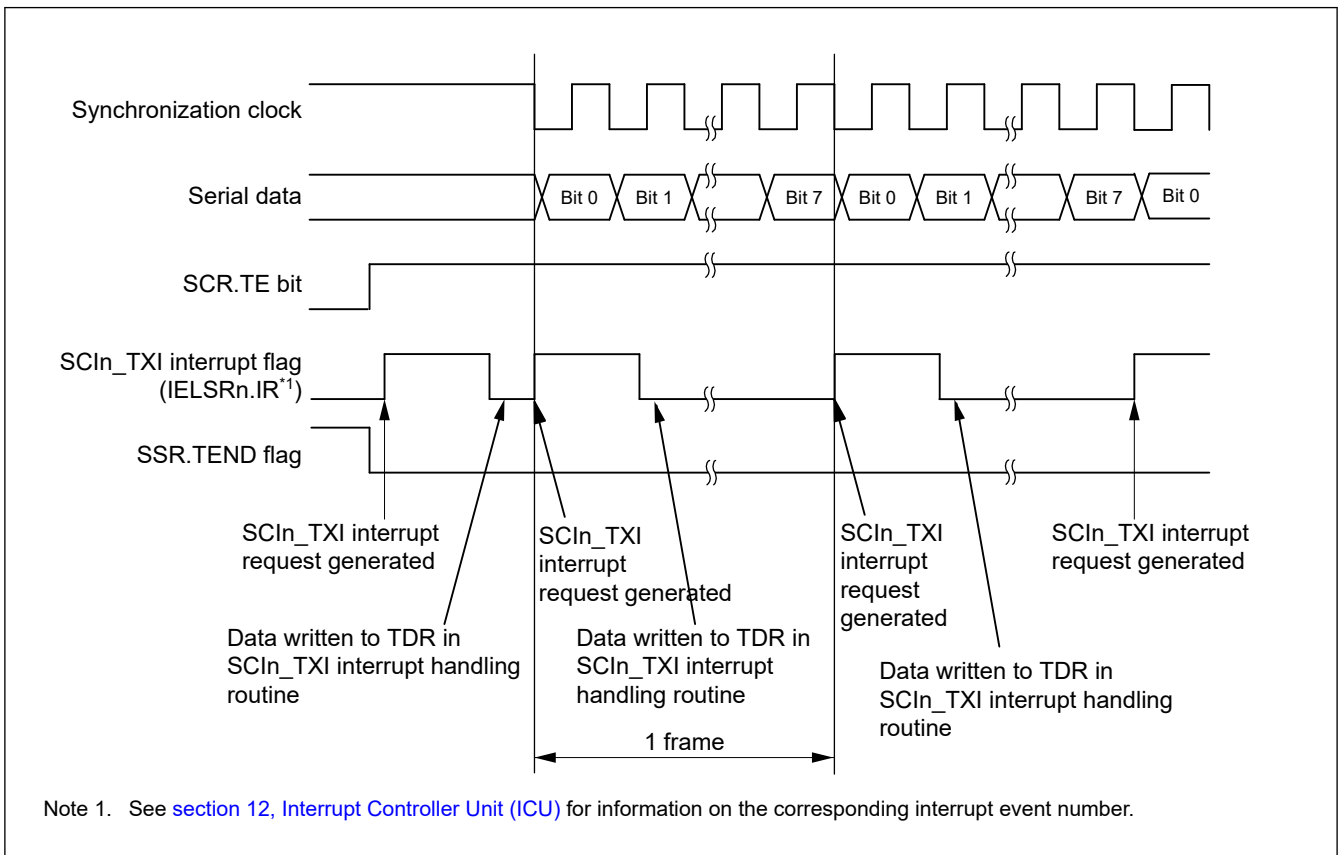 Synchronization clock
Serial data
Bit 0 Bit 1 Bit 7 Bit 0 Bit 1 Bit 7 Bit 0
SCR.TE bit
SCIn_TXI interrupt flag
(IELSRn.IR*1)
SSR.TEND flag
SCIn_TXI interrupt
request generated
SCIn_TXI
interrupt
request generated
SCIn_TXI
interrupt
request
generated
SCIn_TXI interrupt
request generated
Data written to TDR in
SCIn_TXI interrupt handling
routine
Data written to TDR in
SCIn_TXI interrupt
handling routine
Data written to TDR in
SCIn_TXI interrupt handling
routine
1 frame
Note 1. See section 12, Interrupt Controller Unit (ICU) for information on the corresponding interrupt event number.